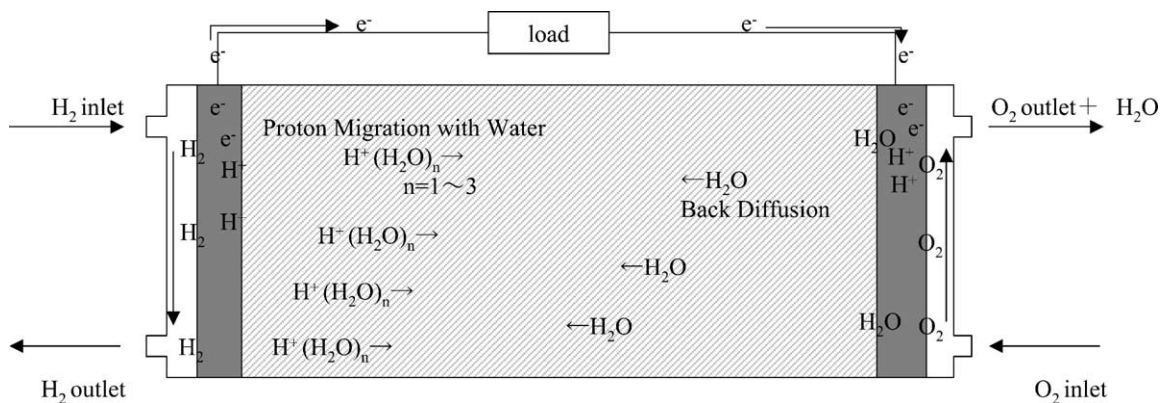 e⁻
load
e⁻
e⁻
e⁻
H₂ inlet
e⁻
e⁻
O₂ outlet+ H₂O
Proton Migration with Water
e⁻
e⁻
H₂
H₂O
H⁺(H₂O)ₙ→
H⁺
O₂
H⁺
n=1～3
←H₂O
H⁺
Back Diffusion
H⁺
H₂
H⁺(H₂O)ₙ→
O₂
←H₂O
H⁺(H₂O)ₙ→
←H₂O
H₂O
O₂
H₂
H⁺(H₂O)ₙ→
H₂ outlet
O₂ inlet